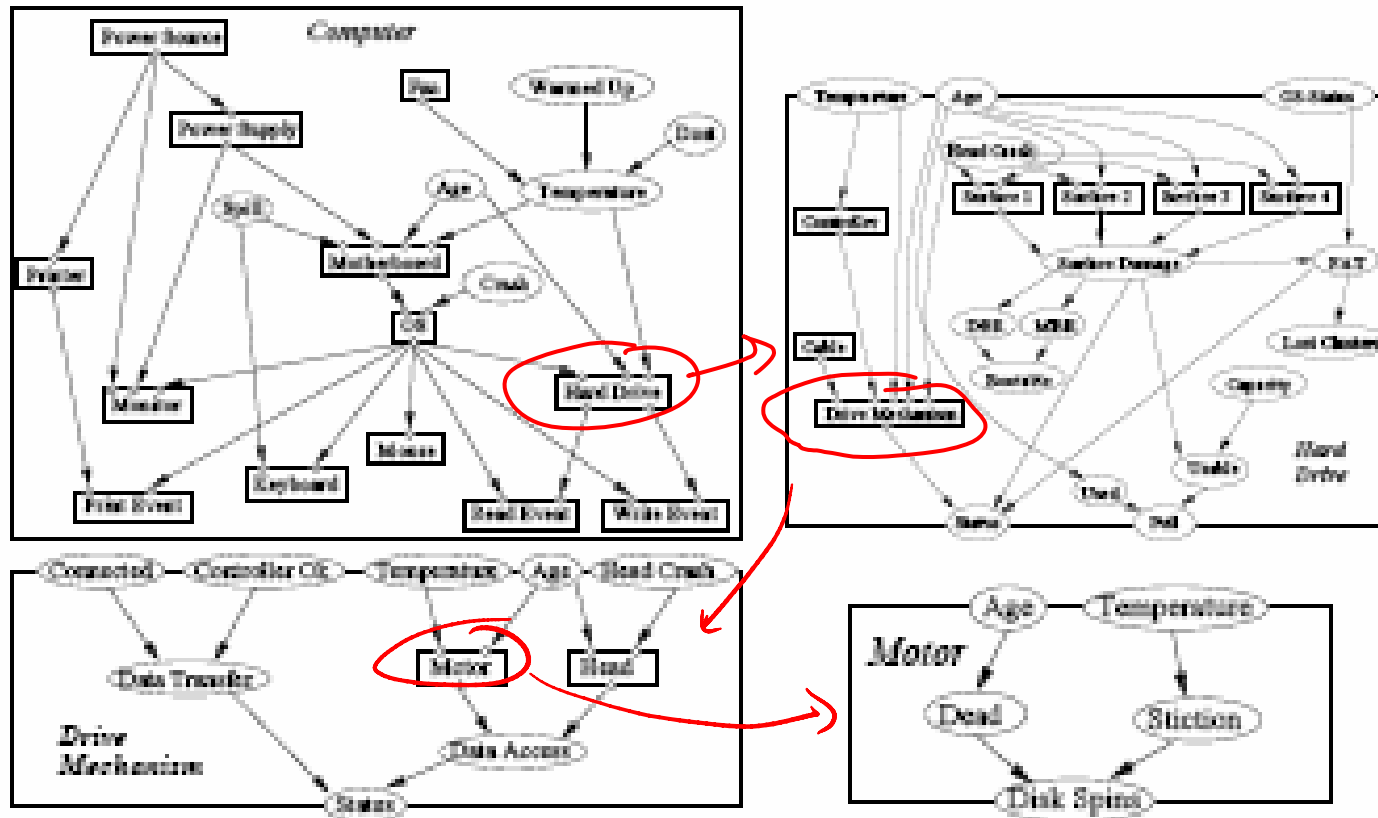 Computer
Power Source
Fan
Warmed Up
Power Supply
Dust
Age
Temperature
Spill
Motherboard
Printer
Crash
OS
Hard Drive
Monitor
Mouse
Keyboard
Print Event
Read Event
Write Event
Temperature
Age
OS Status
Head Crash
Surface 1
Surface 2
Surface 3
Surface 4
Controller
Surface Damage
FAT
Cable
Lost Clusters
Capacity
Drive Mechanism
Usable
Hard
Drive
Used
Status
Full
Connected
Controller OK
Temperature
Age
Head Crash
Data Transfer
Motor
Head
Data Access
Drive
Mechanism
Status
Age
Temperature
Motor
Dead
Stiction
Disk Spins